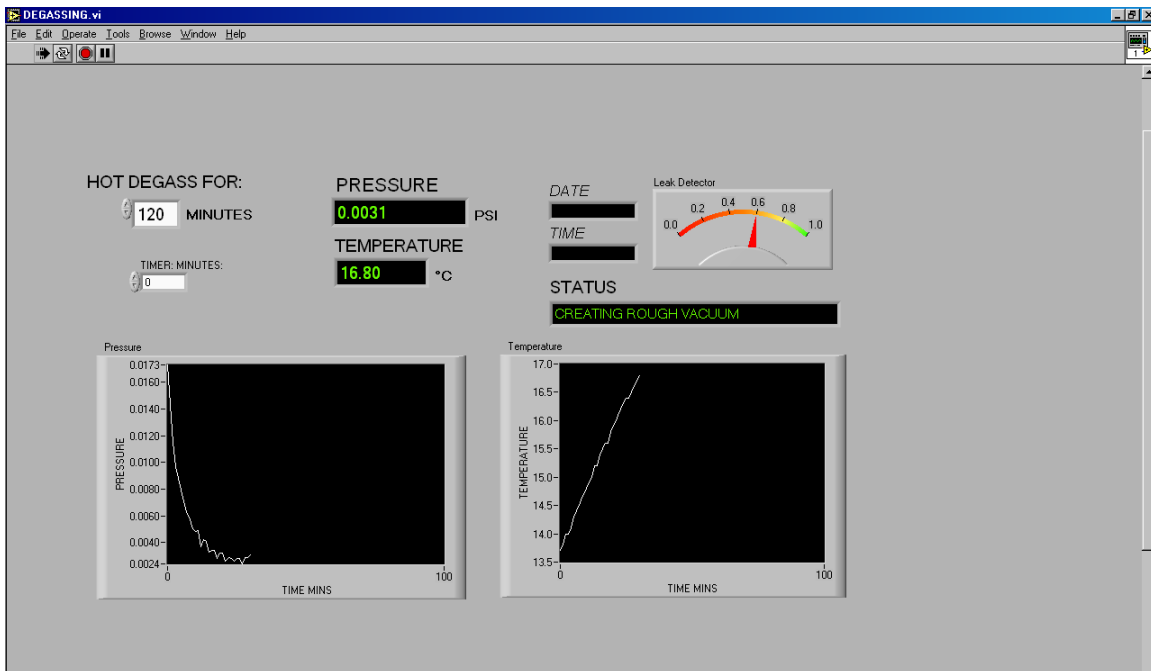 DEGASSING.vi
File Edit Operate Tools Browse Window Help
1
HOT DEGASS FOR:
120 MINUTES
TIMER: MINUTES:
0
PRESSURE
0.0031 PSI
TEMPERATURE
16.80 °C
DATE
TIME
Leak Detector
0.0 0.2 0.4 0.6 0.8 1.0
STATUS
CREATING ROUGH VACUUM
Pressure
0.0173
0.0160
0.0140
0.0120
0.0100
0.0080
0.0060
0.0040
0.0024
PRESSURE
0 100
TIME MINS
Temperature
17.0
16.5
16.0
15.5
15.0
14.5
14.0
13.5
TEMPERATURE
0 100
TIME MINS